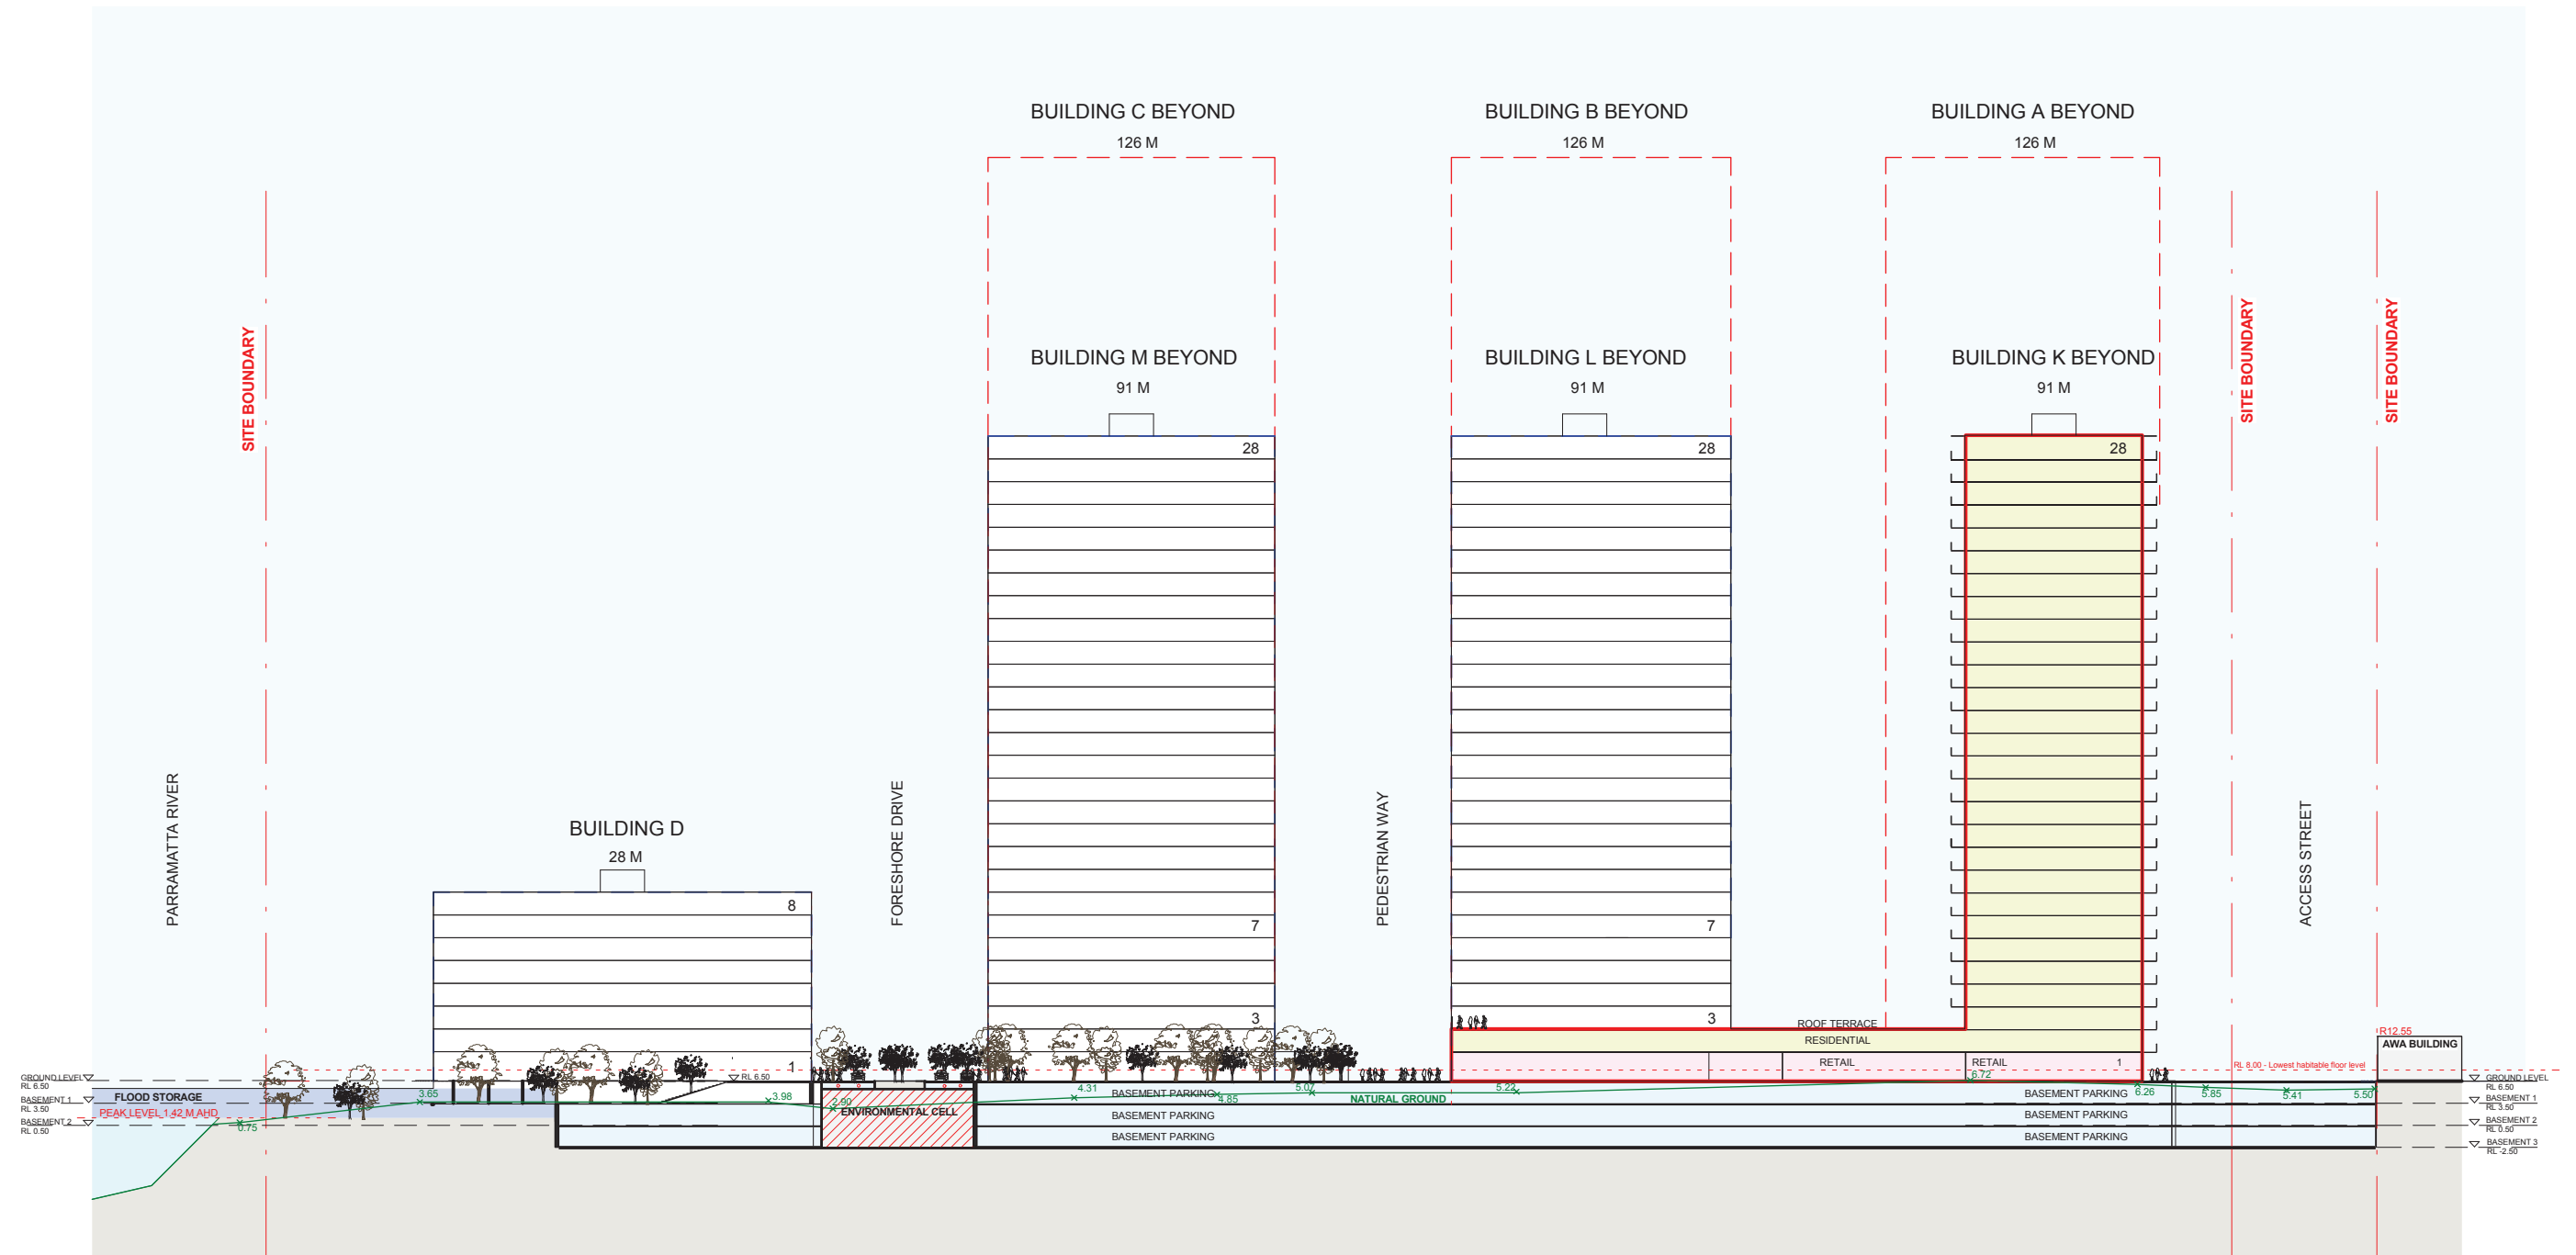 BUILDING C BEYOND
126 M
BUILDING B BEYOND
126 M
BUILDING A BEYOND
126 M
SITE BOUNDARY
SITE BOUNDARY
SITE BOUNDARY
BUILDING M BEYOND
91 M
BUILDING L BEYOND
91 M
BUILDING K BEYOND
91 M
28
28
28
PARRAMATTA RIVER
FORESHORE DRIVE
PEDESTRIAN WAY
ACCESS STREET
BUILDING D
28 M
8
7
7
3
3
ROOF TERRACE
RESIDENTIAL
R12.55
AWA BUILDING
1
RETAIL
RETAIL
1
RL 8.00 - Lowest habitable floor level
GROUND LEVEL
RL 6.50
RL 6.50
6.72
GROUND LEVEL
RL 6.50
FLOOD STORAGE
3.65
3.98
2.90
4.31
BASEMENT PARKING
4.85
5.07
NATURAL GROUND
5.22
BASEMENT PARKING
6.26
5.85
5.41
5.50
BASEMENT 1
RL 3.50
BASEMENT 1
RL 3.50
PEAK LEVEL 1.42 M AHD
ENVIRONMENTAL CELL
BASEMENT PARKING
BASEMENT PARKING
BASEMENT 2
RL 0.50
0.75
BASEMENT 2
RL 0.50
BASEMENT PARKING
BASEMENT PARKING
BASEMENT 3
RL -2.50